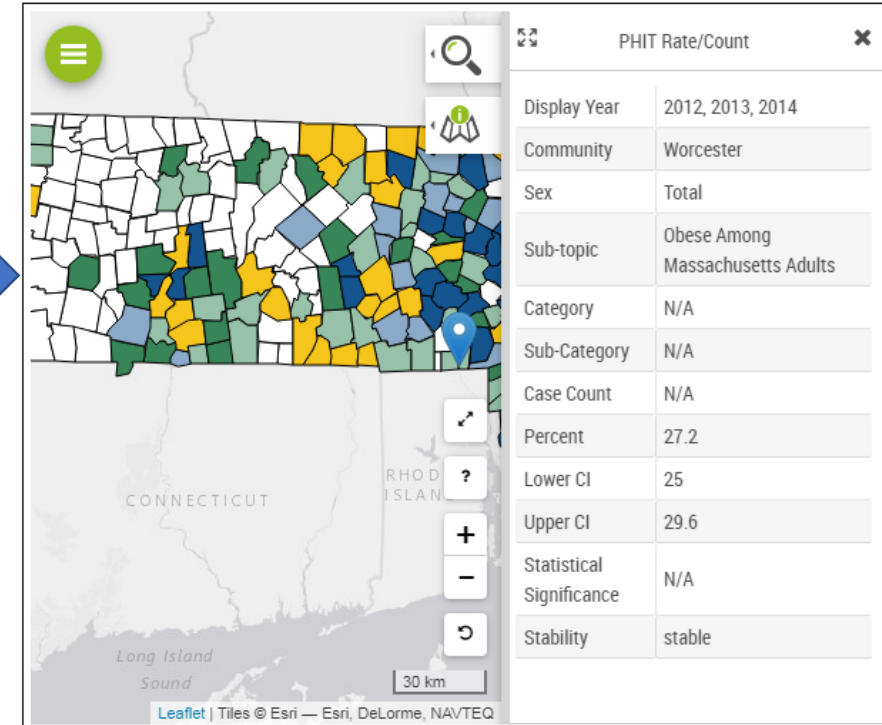 PHIT Rate/Count
Display Year 2012, 2013, 2014
Community Worcester
Sex Total
Sub-topic Obese Among
Massachusetts Adults
Category N/A
Sub-Category N/A
Case Count N/A
Percent 27.2
Lower CI 25
Upper CI 29.6
Statistical
Significance N/A
Stability stable
i
?
+
−
CONNECTICUT
RHOD
ISLAN
Long Island
Sound
30 km
Leaflet | Tiles © Esri — Esri, DeLorme, NAVTEQ